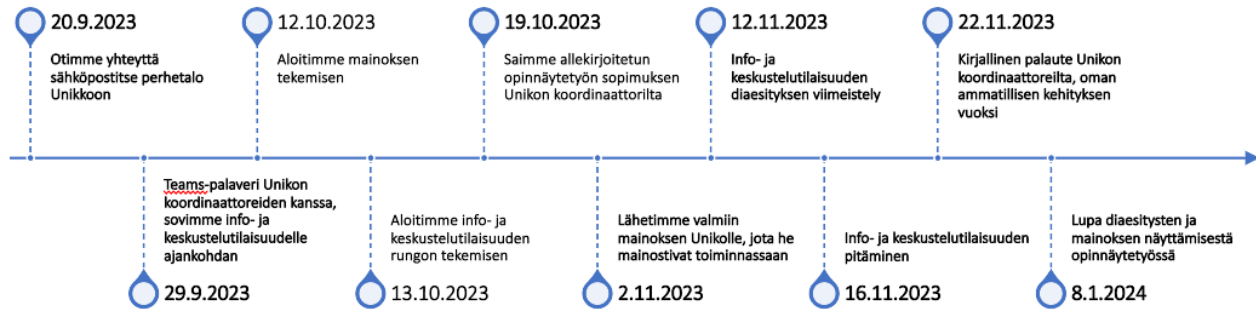 20.9.2023
Otimme yhteyttä
sähköpostitse perhetalo
Unikkoon
12.10.2023
Aloitimme mainoksen
tekemisen
19.10.2023
Saimme allekirjoitetun
opinnäytetyön sopimuksen
Unikon koordinaattorilta
12.11.2023
Info- ja
keskustelutilaisuuden
diaesityksen viimeistely
22.11.2023
Kirjallinen palaute Unikon
koordinaattoreilta, oman
ammatillisen kehityksen
vuoksi
Teams-palaveri Unikon
koordinaattoreiden kanssa,
sovimme info- ja
keskustelutilaisuudelle
ajankohdan
29.9.2023
Aloitimme info- ja
keskustelutilaisuuden
rungon tekemisen
13.10.2023
Lähetimme valmiin
mainoksen Unikolle, jota he
mainostivat toiminnassaan
2.11.2023
Info- ja keskustelutilaisuuden
pitäminen
16.11.2023
Lupa diaesitysten ja
mainoksen näyttämisestä
opinnäytetyössä
8.1.2024